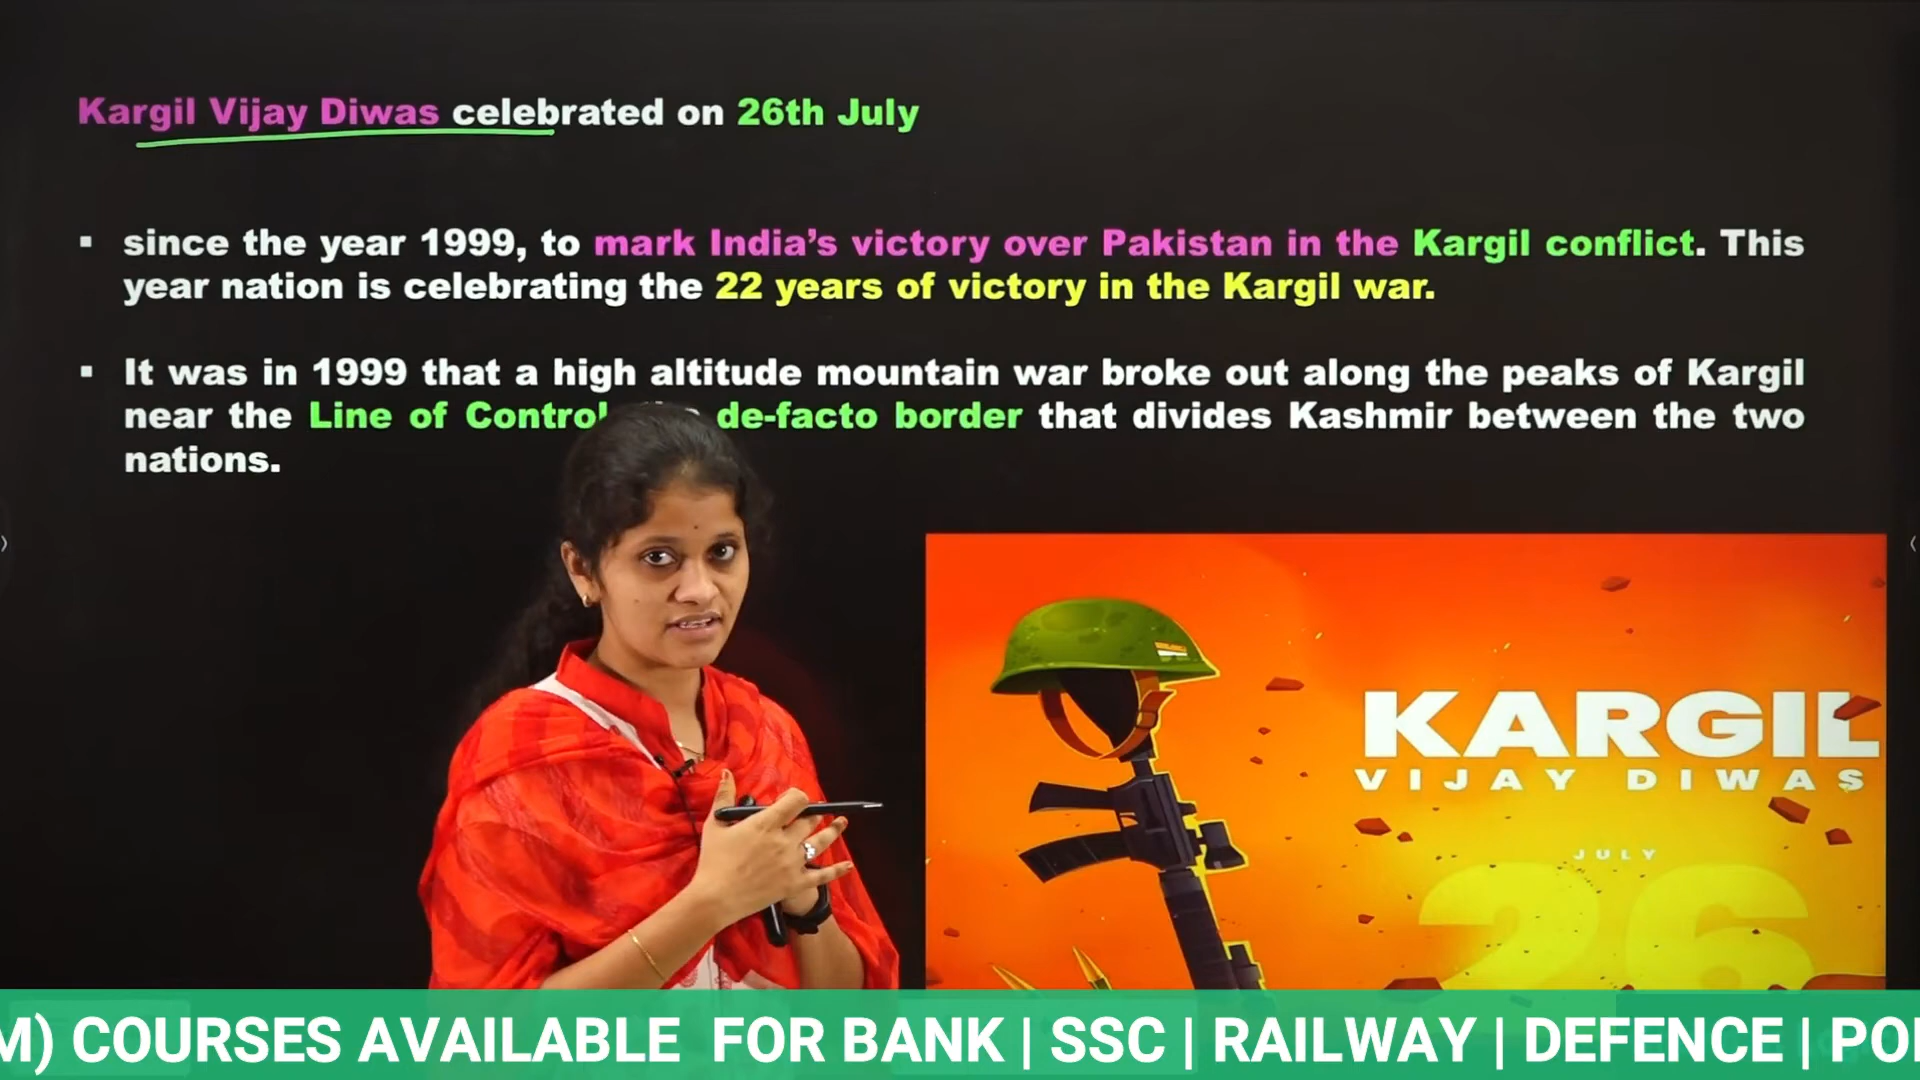 Kargil Vijay Diwas celebrated on 26th July
▪ since the year 1999, to mark India's victory over Pakistan in the Kargil conflict. This
year nation is celebrating the 22 years of victory in the Kargil war.
▪ It was in 1999 that a high altitude mountain war broke out along the peaks of Kargil
near the Line of Control de-facto border that divides Kashmir between the two
nations.
KARGIL
VIJAY DIWAS
JULY
26
M) COURSES AVAILABLE FOR BANK | SSC | RAILWAY | DEFENCE |